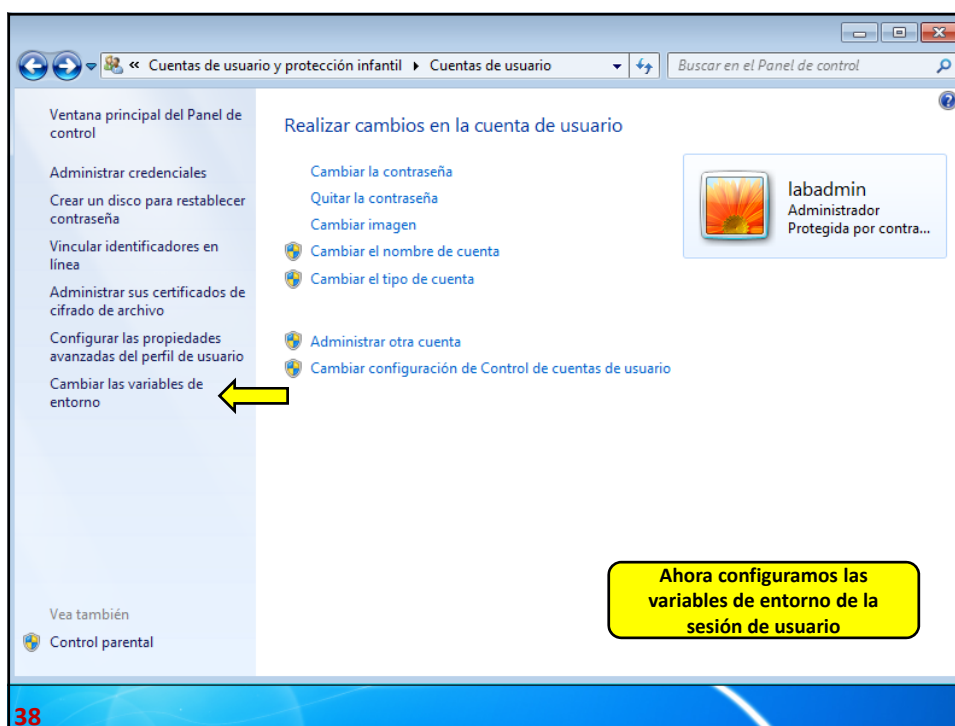 « Cuentas de usuario y protección infantil ▸ Cuentas de usuario
Buscar en el Panel de control
Ventana principal del Panel de
control
Administrar credenciales
Crear un disco para restablecer
contraseña
Vincular identificadores en
línea
Administrar sus certificados de
cifrado de archivo
Configurar las propiedades
avanzadas del perfil de usuario
Cambiar las variables de
entorno
Vea también
Control parental
Realizar cambios en la cuenta de usuario
Cambiar la contraseña
Quitar la contraseña
Cambiar imagen
Cambiar el nombre de cuenta
Cambiar el tipo de cuenta
Administrar otra cuenta
Cambiar configuración de Control de cuentas de usuario
labadmin
Administrador
Protegida por contra...
Ahora configuramos las
variables de entorno de la
sesión de usuario
38